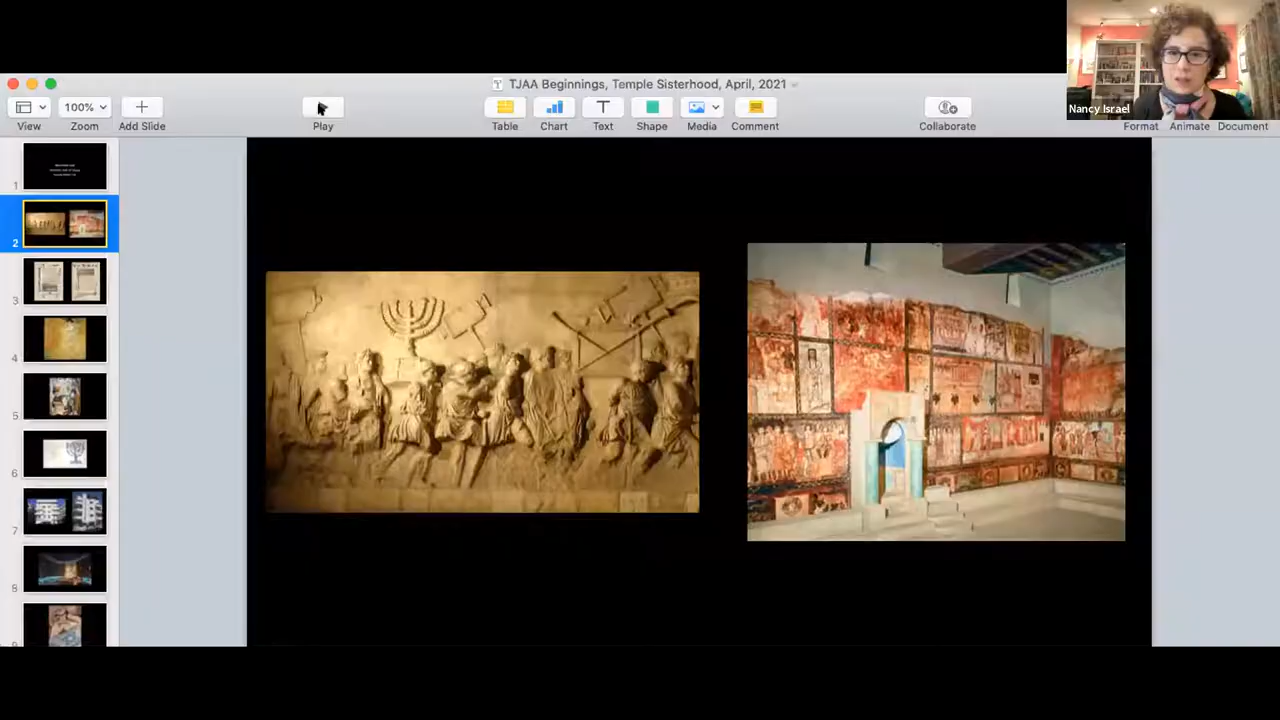 TJAA Beginnings, Temple Sisterhood, April, 2021
100%
View
Zoom
Add Slide
Play
Table
Chart
Text
Shape
Media
Comment
Collaborate
Format
Animate
Document
Nancy Israel
1
2
3
4
5
6
7
8